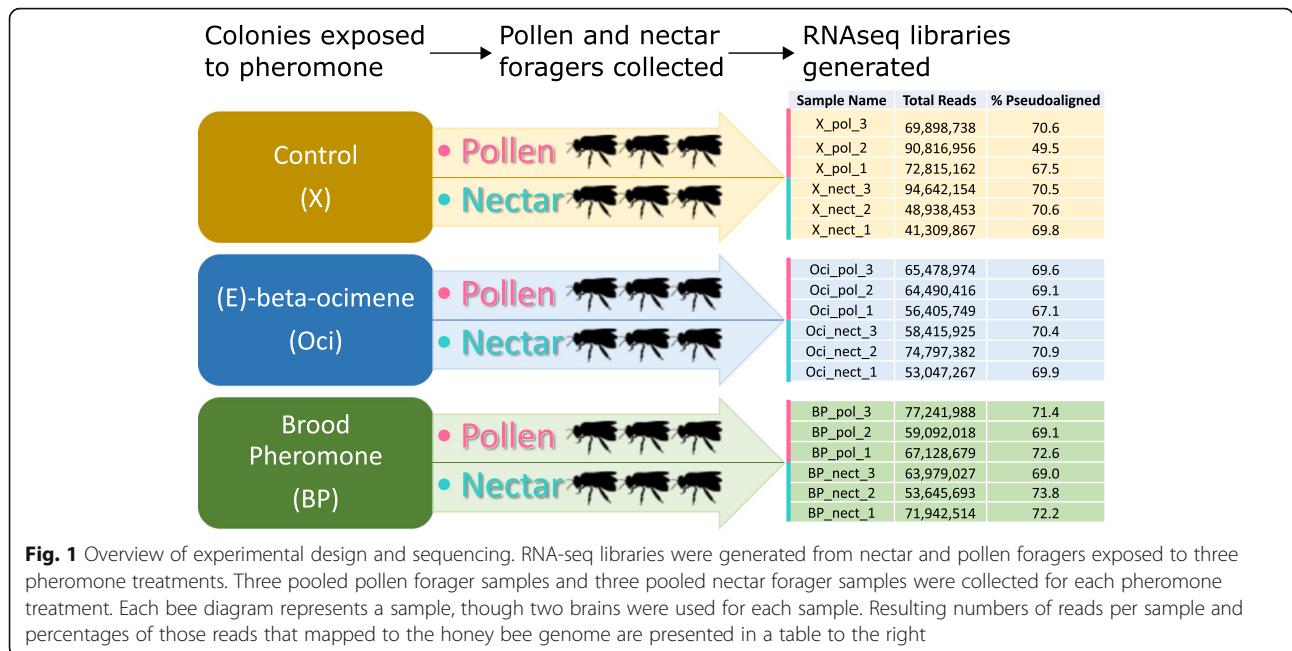 Colonies exposed
to pheromone
Pollen and nectar
foragers collected
RNAseq libraries
generated
Control
(X)
• Pollen
• Nectar
Sample Name Total Reads % Pseudoaligned
X_pol_3 69,898,738 70.6
X_pol_2 90,816,956 49.5
X_pol_1 72,815,162 67.5
X_nect_3 94,642,154 70.5
X_nect_2 48,938,453 70.6
X_nect_1 41,309,867 69.8
(E)-beta-ocimene
(Oci)
• Pollen
• Nectar
Oci_pol_3 65,478,974 69.6
Oci_pol_2 64,490,416 69.1
Oci_pol_1 56,405,749 67.1
Oci_nect_3 58,415,925 70.4
Oci_nect_2 74,797,382 70.9
Oci_nect_1 53,047,267 69.9
Brood
Pheromone
(BP)
• Pollen
• Nectar
BP_pol_3 77,241,988 71.4
BP_pol_2 59,092,018 69.1
BP_pol_1 67,128,679 72.6
BP_nect_3 63,979,027 69.0
BP_nect_2 53,645,693 73.8
BP_nect_1 71,942,514 72.2
Fig. 1 Overview of experimental design and sequencing. RNA-seq libraries were generated from nectar and pollen foragers exposed to three
pheromone treatments. Three pooled pollen forager samples and three pooled nectar forager samples were collected for each pheromone
treatment. Each bee diagram represents a sample, though two brains were used for each sample. Resulting numbers of reads per sample and
percentages of those reads that mapped to the honey bee genome are presented in a table to the right